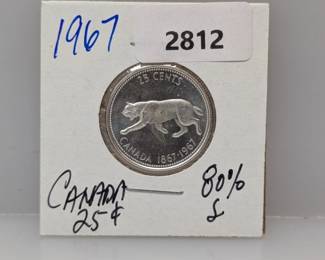 1967
2812
25 CENTS
CANADA 1867-1967
CANADA
25¢
80%
S